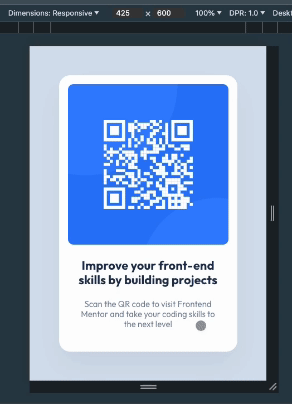 Dimensions: Responsive ▾ 425 × 600 100% ▾ DPR: 1.0 ▾
Improve your front-end
skills by building projects
Scan the QR code to visit Frontend
Mentor and take your coding skills to
the next level